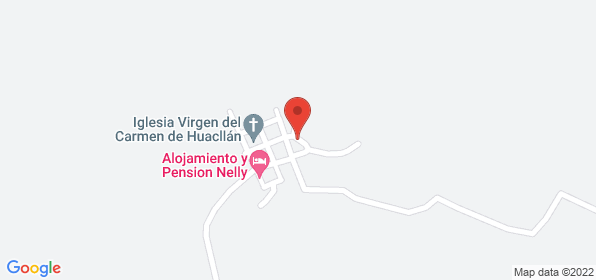 Iglesia Virgen del
Carmen de Huacllán
Alojamiento y
Pension Nelly
Google
Map data ©2022